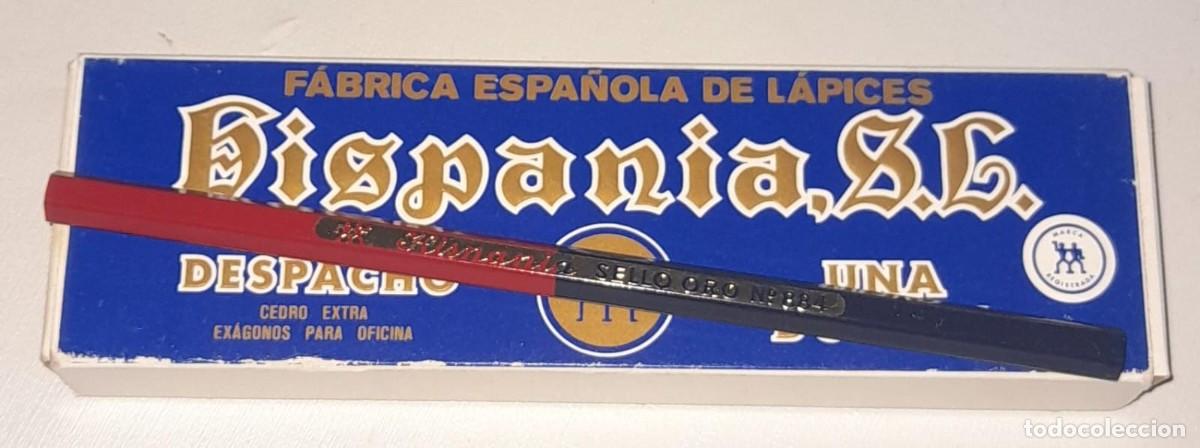 FÁBRICA ESPAÑOLA DE LÁPICES
Hispania, S.L.
Hispania SELLO ORO Nº 884
DESPACHO UNA
CEDRO EXTRA
EXÁGONOS PARA OFICINA
MARCA
REGISTRADA
todocoleccion